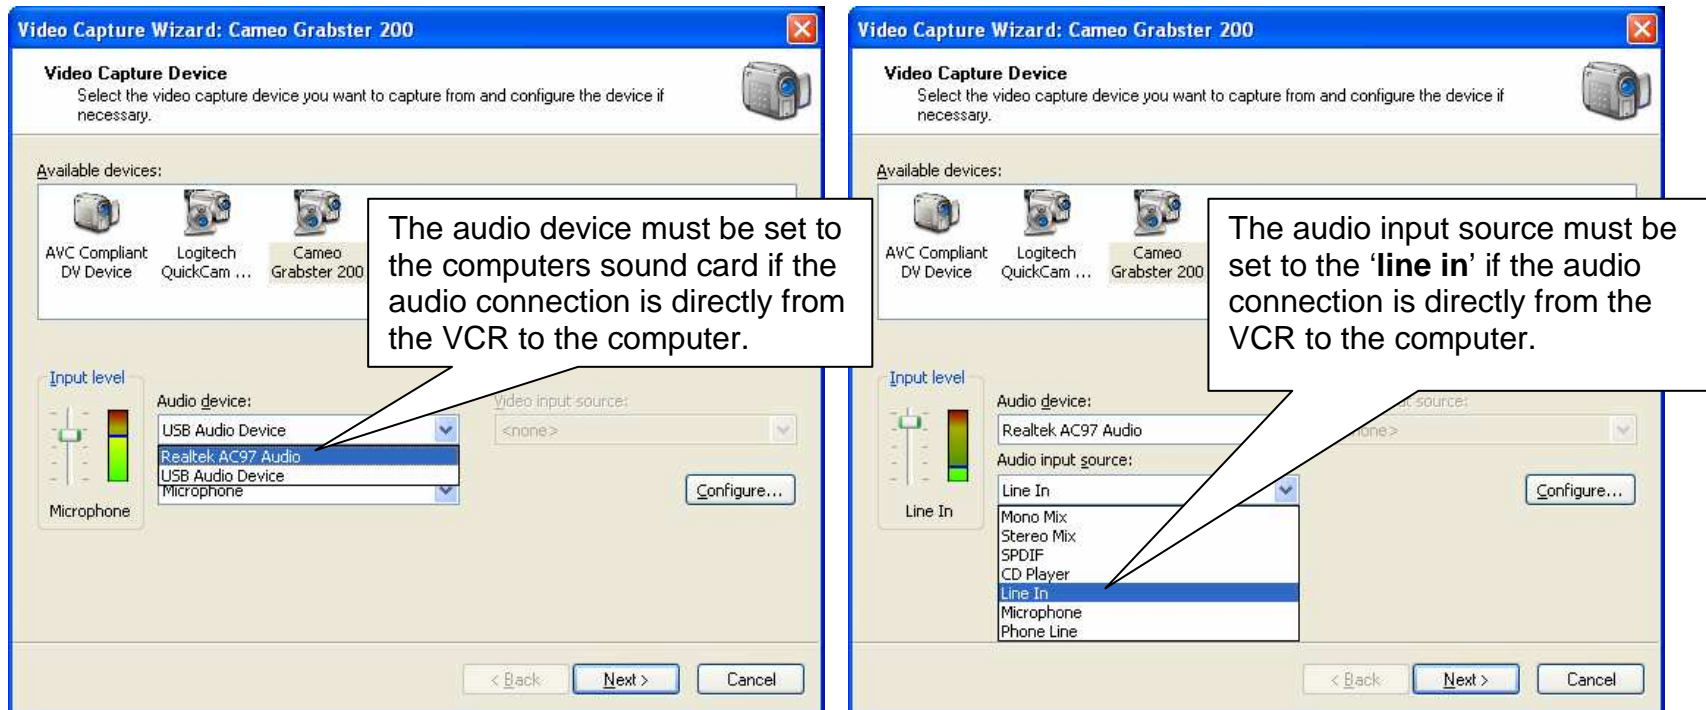 Video Capture Wizard: Cameo Grabster 200
Video Capture Device
Select the video capture device you want to capture from and configure the device if
necessary.
Available devices:
AVC Compliant
DV Device
Logitech
QuickCam ...
Cameo
Grabster 200
The audio device must be set to
the computers sound card if the
audio connection is directly from
the VCR to the computer.
Input level
Microphone
Audio device:
USB Audio Device
Realtek AC97 Audio
USB Audio Device
Microphone
Video input source:
<none>
Configure...
< Back
Next >
Cancel
Video Capture Wizard: Cameo Grabster 200
Video Capture Device
Select the video capture device you want to capture from and configure the device if
necessary.
Available devices:
AVC Compliant
DV Device
Logitech
QuickCam ...
Cameo
Grabster 200
The audio input source must be
set to the ‘line in’ if the audio
connection is directly from the
VCR to the computer.
Input level
Line In
Audio device:
Realtek AC97 Audio
Audio input source:
Line In
Mono Mix
Stereo Mix
SPDIF
CD Player
Line In
Microphone
Phone Line
source:
Configure...
< Back
Next >
Cancel